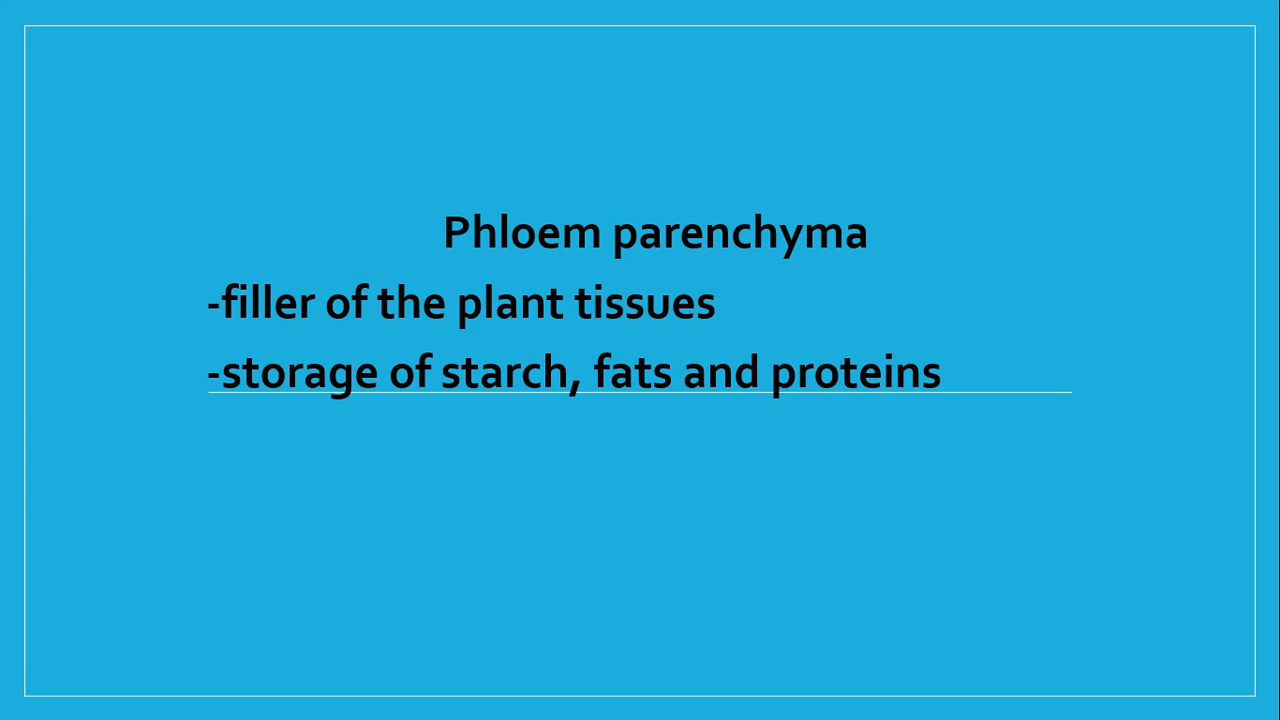 Phloem parenchyma
-filler of the plant tissues
-storage of starch, fats and proteins